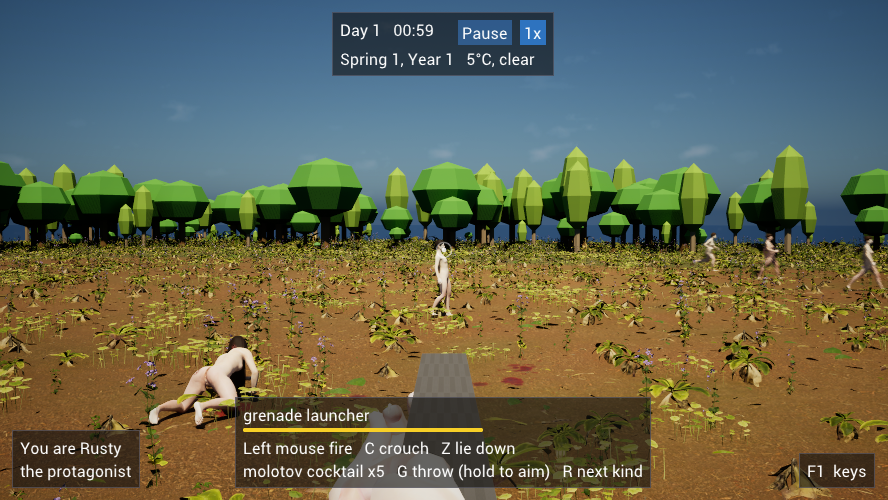 Day 1 00:59 Pause 1x
Spring 1, Year 1 5°C, clear
grenade launcher
Left mouse fire C crouch Z lie down
molotov cocktail x5 G throw (hold to aim) R next kind
You are Rusty
the protagonist
F1 keys